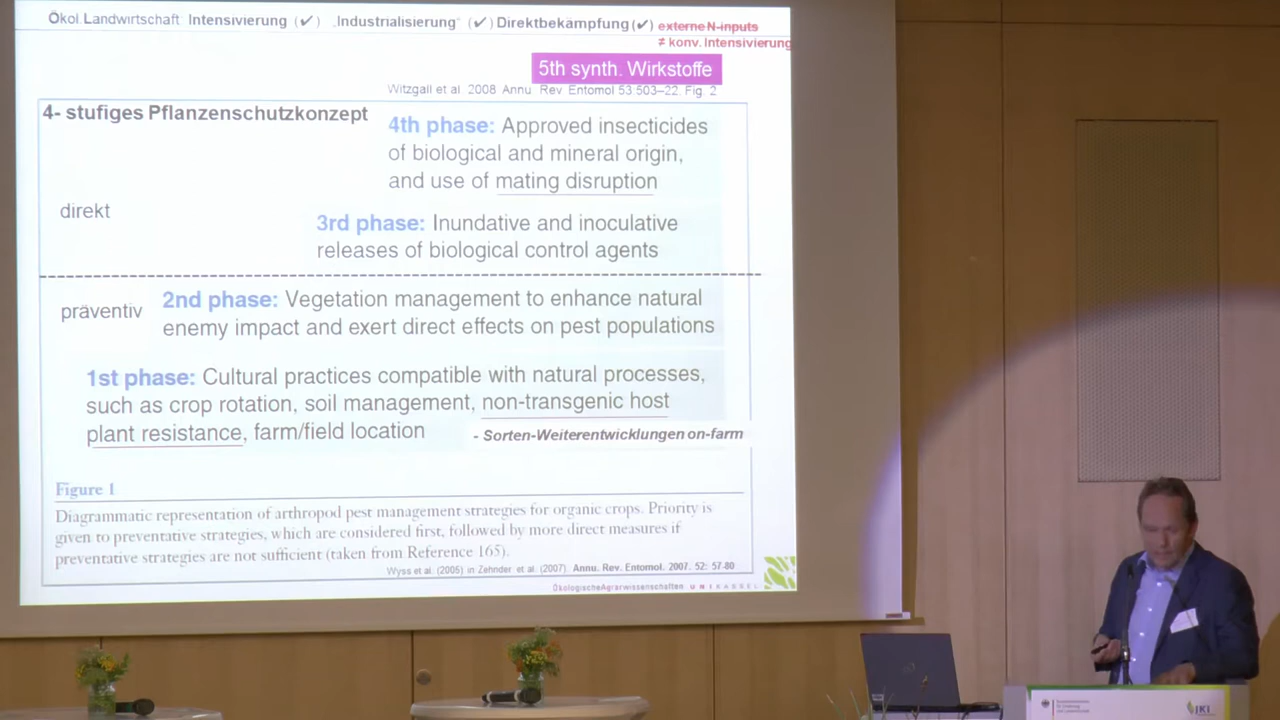 Ökol. Landwirtschaft Intensivierung (✔) „Industrialisierung“ (✔) Direktbekämpfung (✔) externe N-inputs
≠ konv. Intensivierung
5th synth. Wirkstoffe
Witzgall et al. 2008 Annu. Rev. Entomol 53:503–22. Fig. 2
4- stufiges Pflanzenschutzkonzept
4th phase: Approved insecticides
of biological and mineral origin,
and use of mating disruption
direkt
3rd phase: Inundative and inoculative
releases of biological control agents
präventiv
2nd phase: Vegetation management to enhance natural
enemy impact and exert direct effects on pest populations
1st phase: Cultural practices compatible with natural processes,
such as crop rotation, soil management, non-transgenic host
plant resistance, farm/field location
- Sorten-Weiterentwicklungen on-farm
Figure 1
Diagrammatic representation of arthropod pest management strategies for organic crops. Priority is
given to preventative strategies, which are considered first, followed by more direct measures if
preventative strategies are not sufficient (taken from Reference 165).
Wyss et al. (2005) in Zehnder et al. (2007). Annu. Rev. Entomol. 2007. 52: 57-80
ÖkologischeAgrarwissenschaften UNIKASSEL
JKI